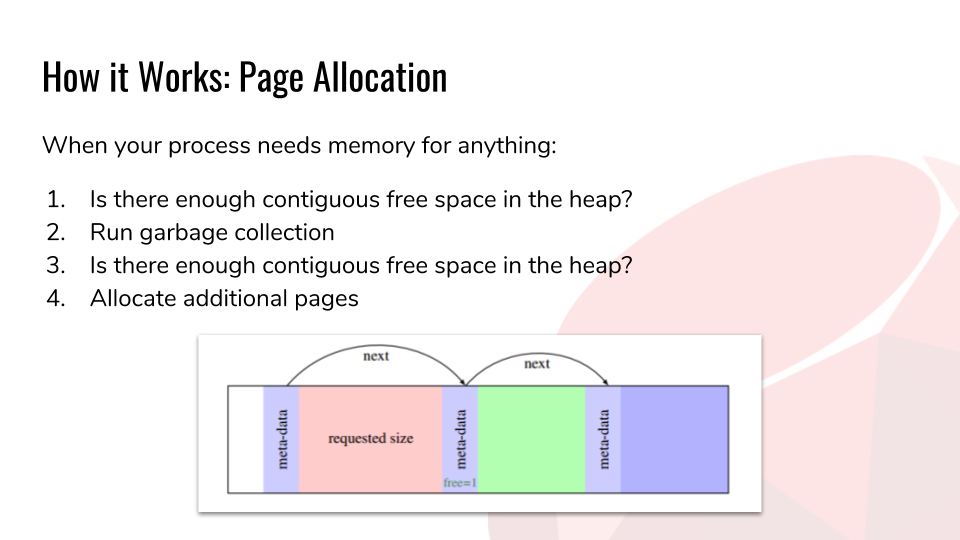 How it Works: Page Allocation
When your process needs memory for anything:
1. Is there enough contiguous free space in the heap?
2. Run garbage collection
3. Is there enough contiguous free space in the heap?
4. Allocate additional pages
next
next
meta-data
requested size
meta-data
meta-data
free=1